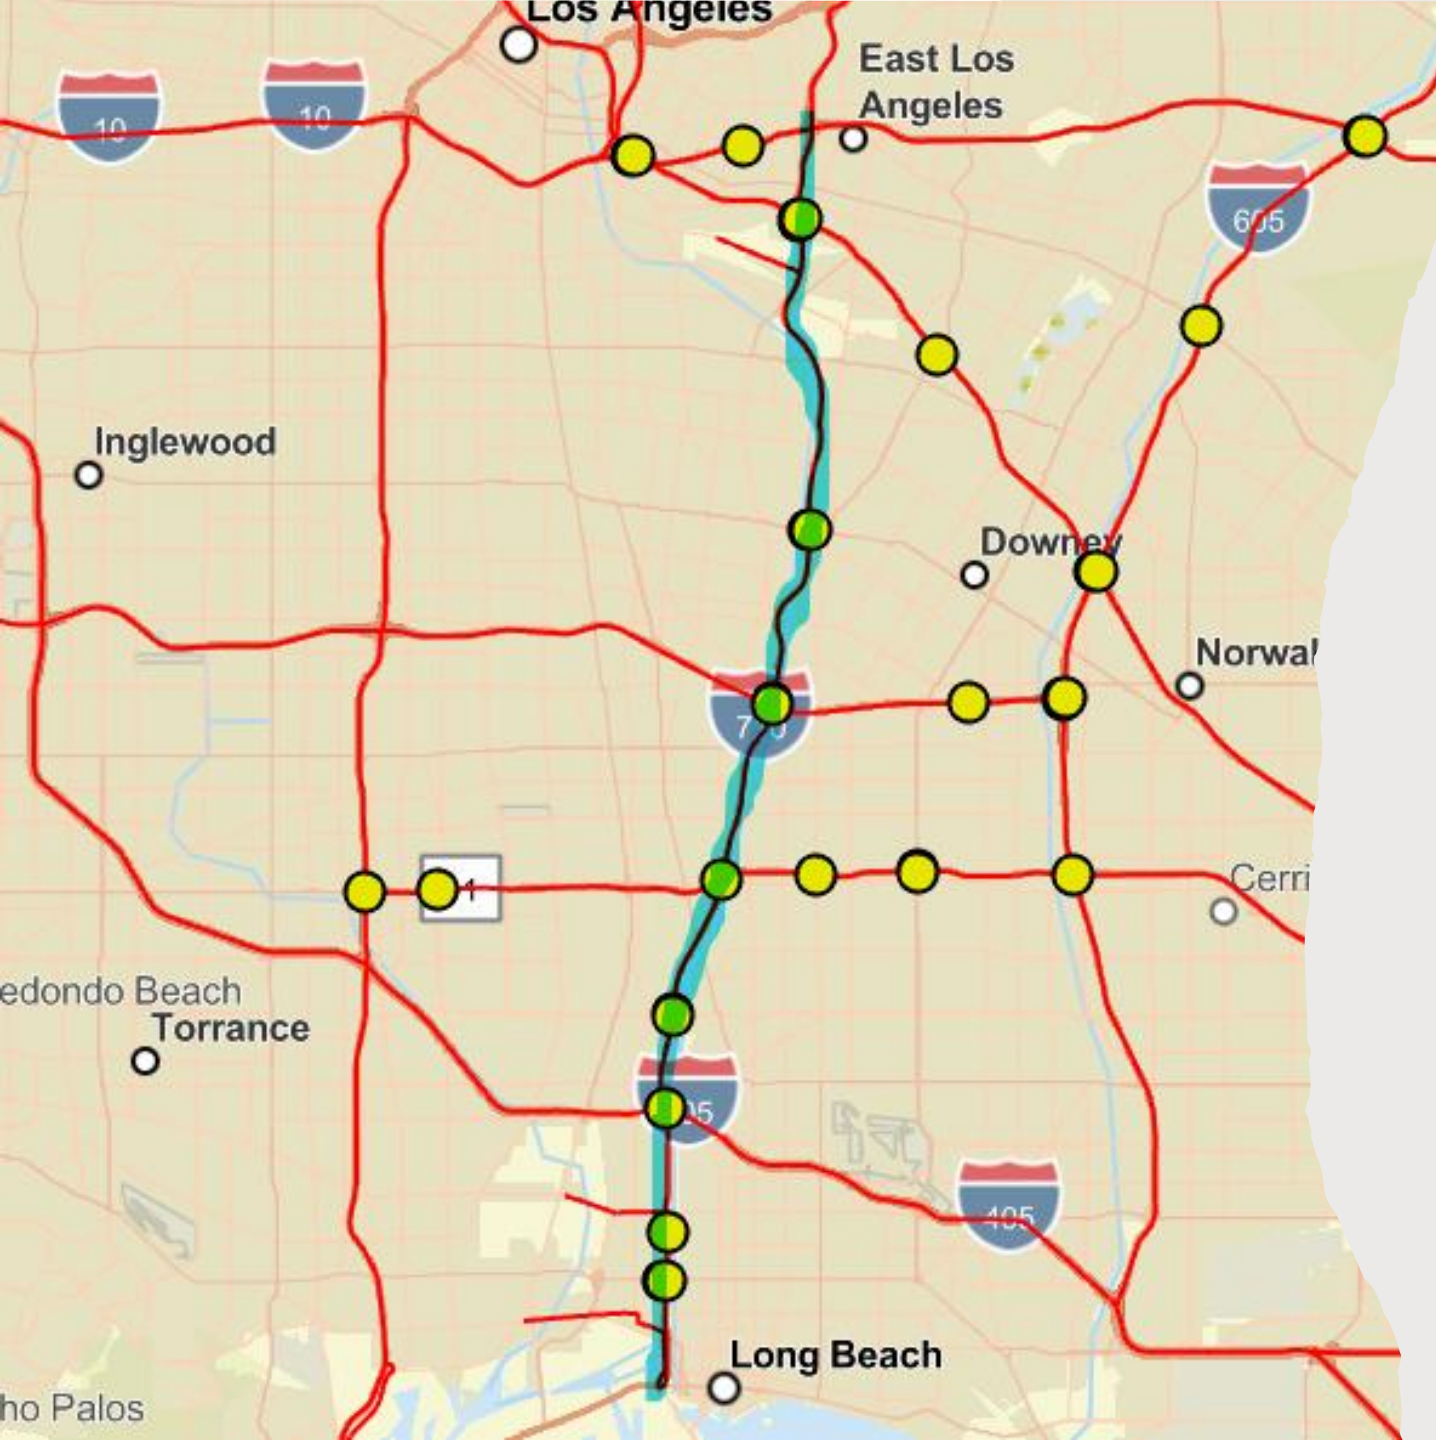 Los Angeles
East Los
Angeles
10
10
605
Inglewood
Downey
Norwal
Cerri
edondo Beach
Torrance
405
Long Beach
ho Palos